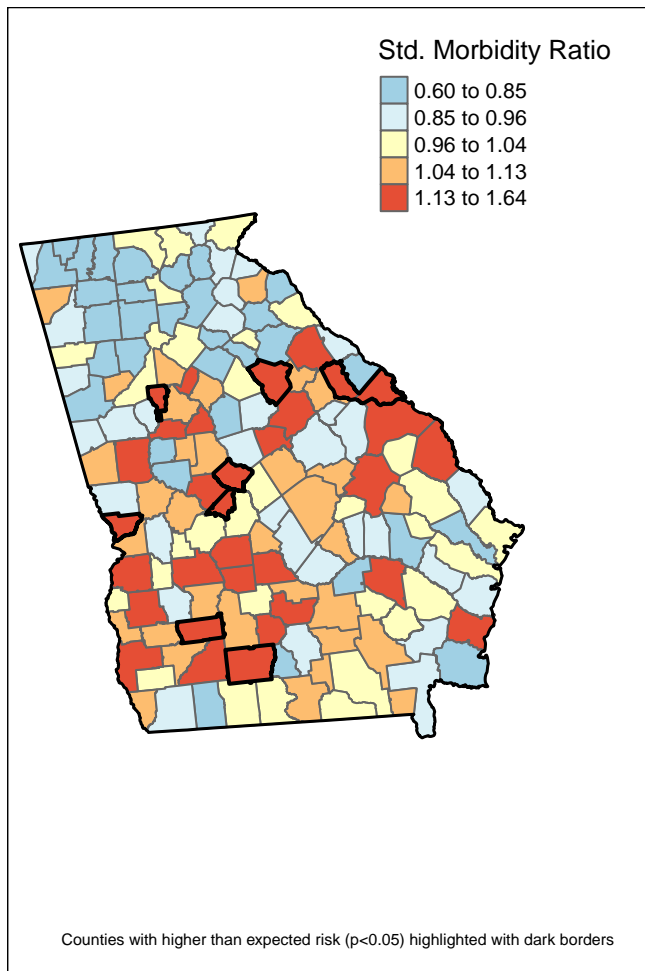 Std. Morbidity Ratio
0.60 to 0.85
0.85 to 0.96
0.96 to 1.04
1.04 to 1.13
1.13 to 1.64
Counties with higher than expected risk (p<0.05) highlighted with dark borders